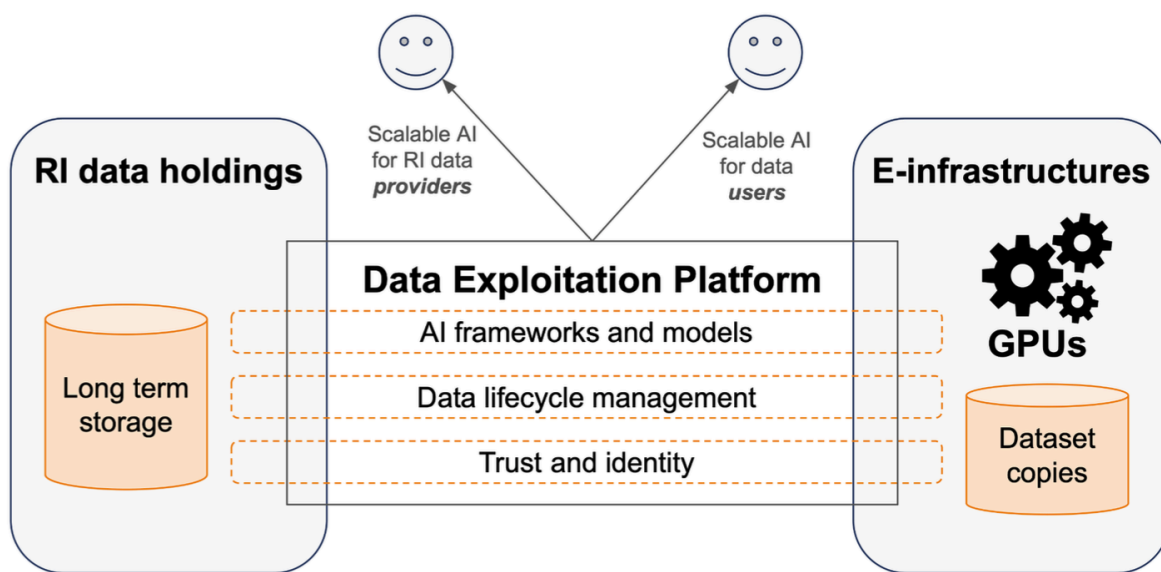 Scalable AI
for RI data
providers
Scalable AI
for data
users
RI data holdings
E-infrastructures
Data Exploitation Platform
AI frameworks and models
GPUs
Long term
storage
Data lifecycle management
Dataset
copies
Trust and identity